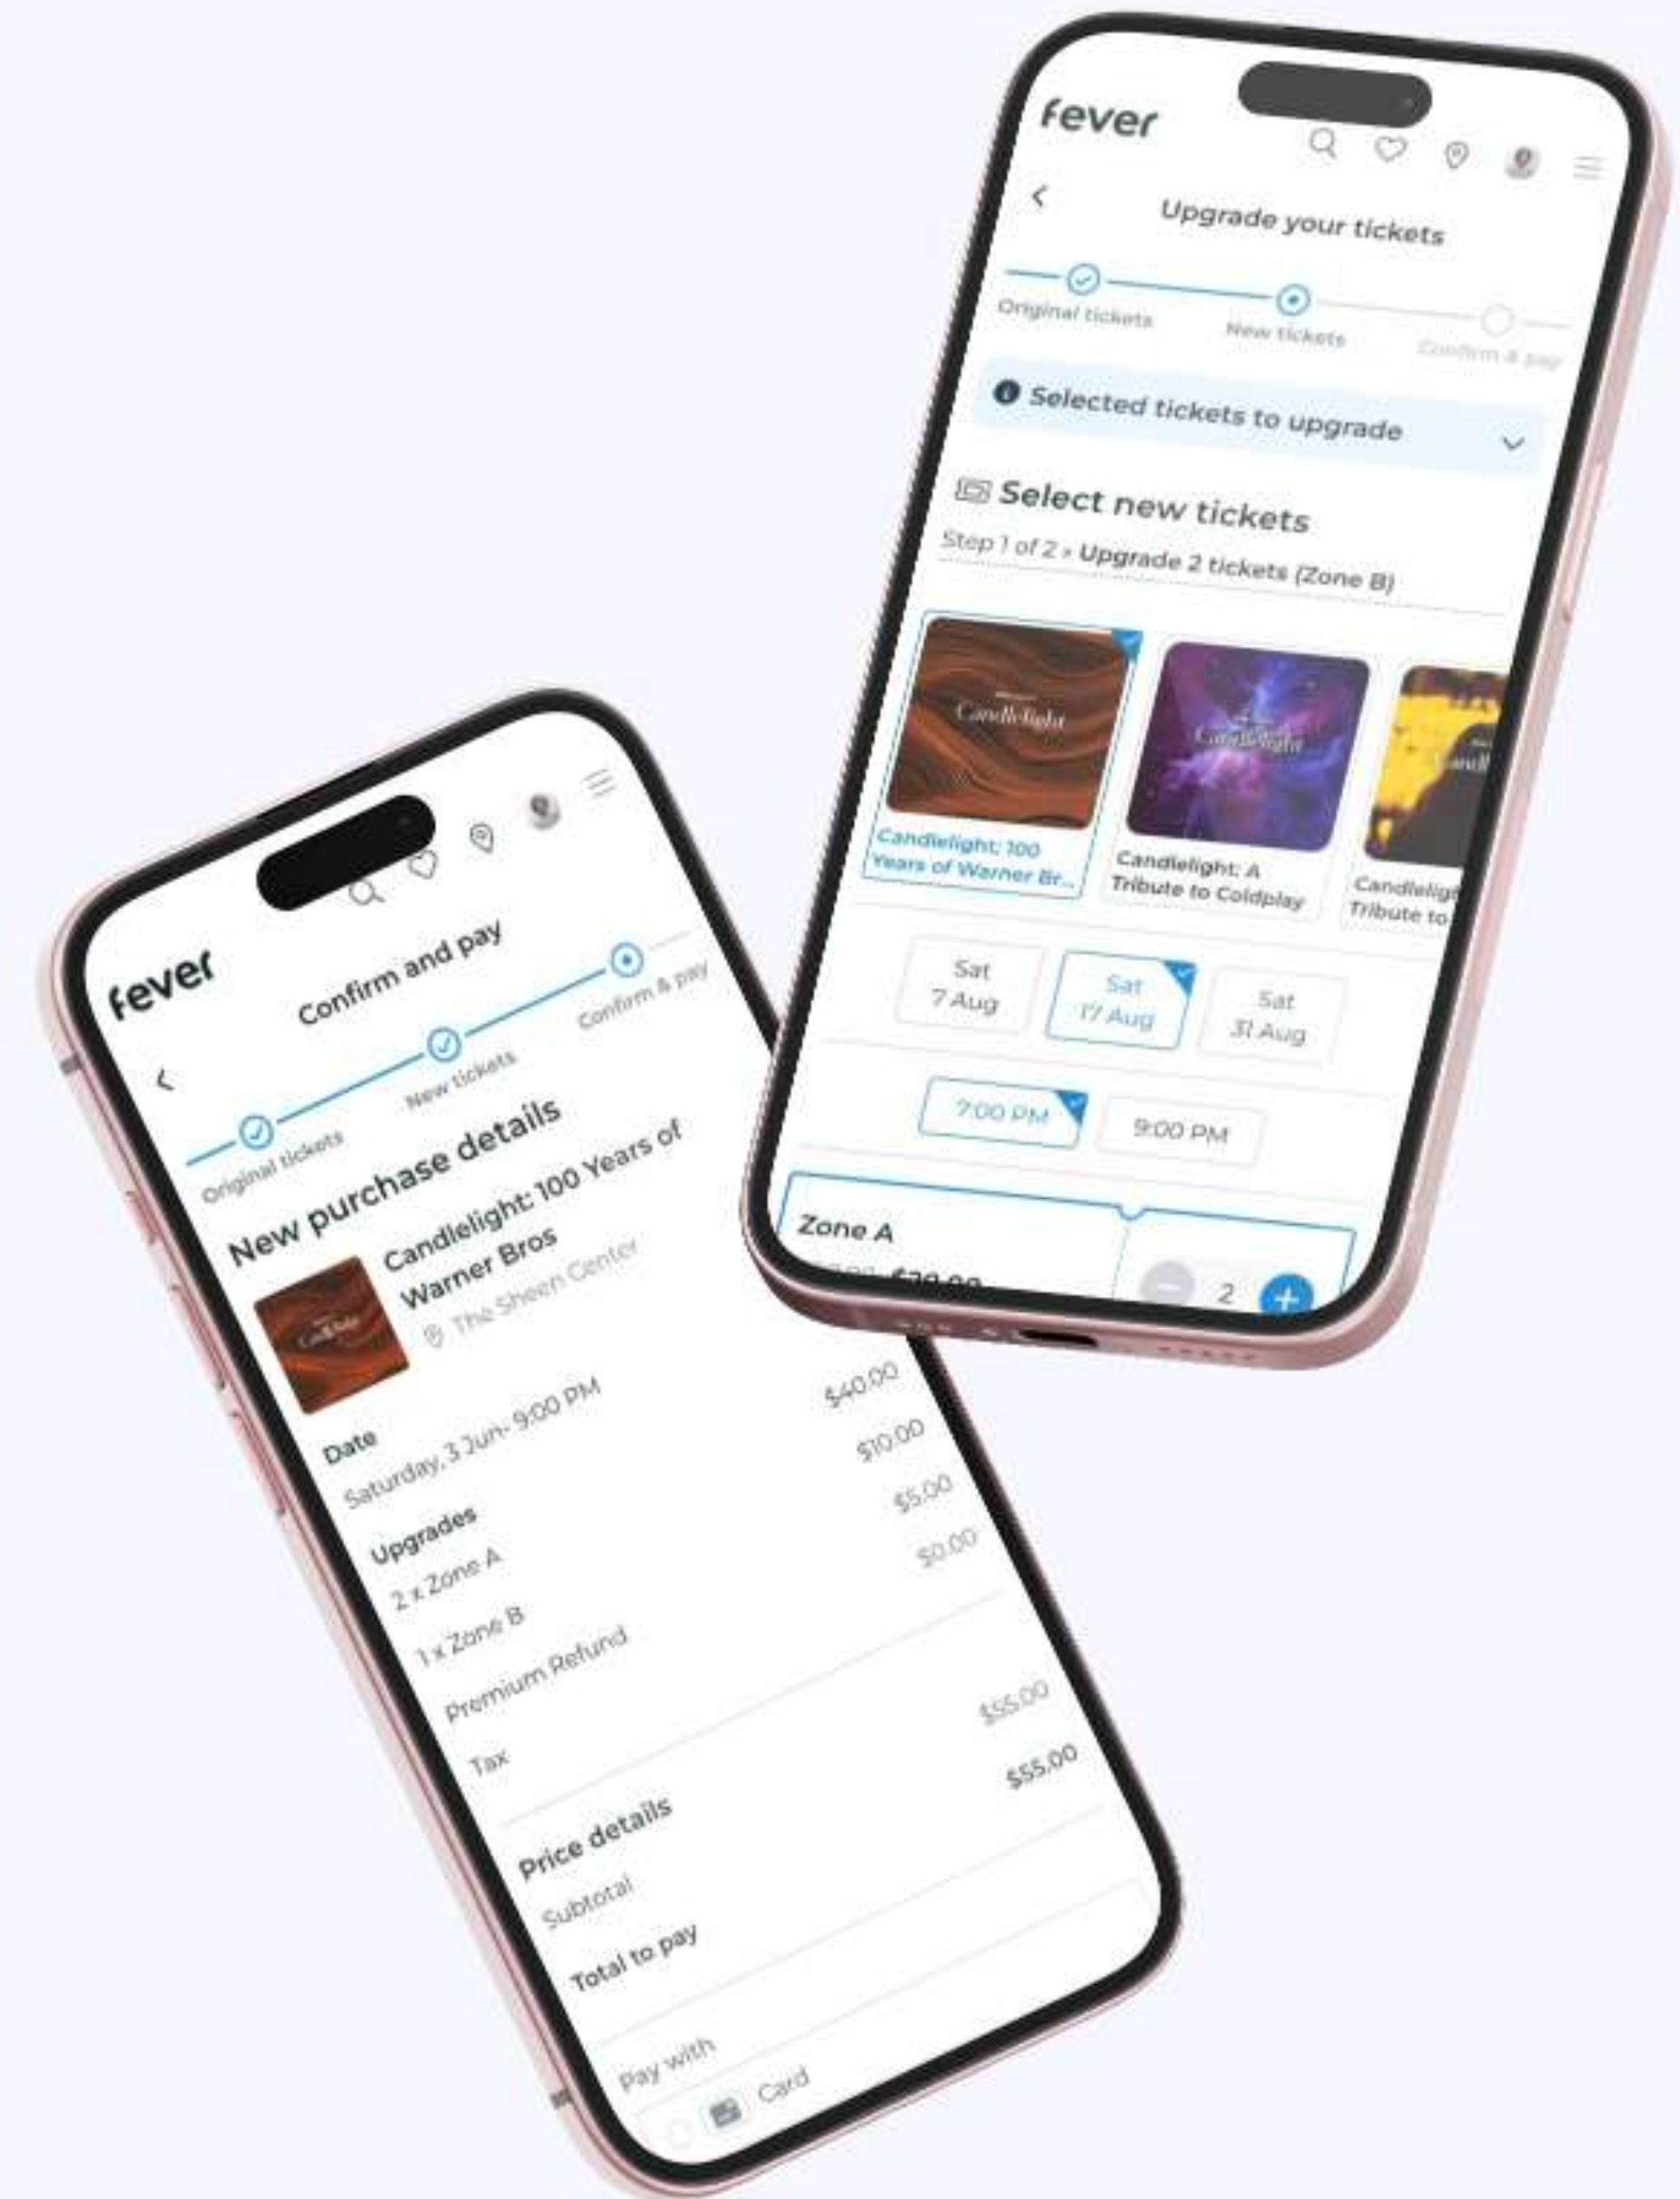 fever
Upgrade your tickets
Original tickets
New tickets
Confirm & pay
Selected tickets to upgrade
Select new tickets
Step 1 of 2 • Upgrade 2 tickets (Zone B)
Candlelight
Candlelight
Candlelight: 100
Years of Warner Br...
Candlelight: A
Tribute to Coldplay
Tribute to
Sat
7 Aug
Sat
17 Aug
Sat
31 Aug
7:00 PM
9:00 PM
Zone A
$20.00
2
fever
Confirm and pay
Original tickets
New tickets
Confirm & pay
New purchase details
Candlelight: 100 Years of
Warner Bros
The Sheen Center
Date
Saturday, 3 Jun- 9:00 PM
Upgrades
2 x Zone A $40.00
1 x Zone B $10.00
Premium Refund $5.00
Tax $0.00
Price details
Subtotal $55.00
Total to pay $55.00
Pay with
Card